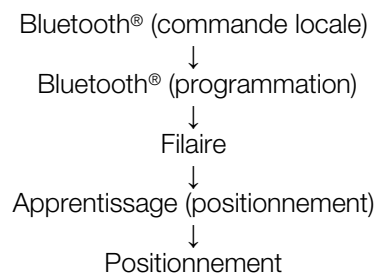 Bluetooth® (commande locale)
↓
Bluetooth® (programmation)
↓
Filaire
↓
Apprentissage (positionnement)
↓
Positionnement